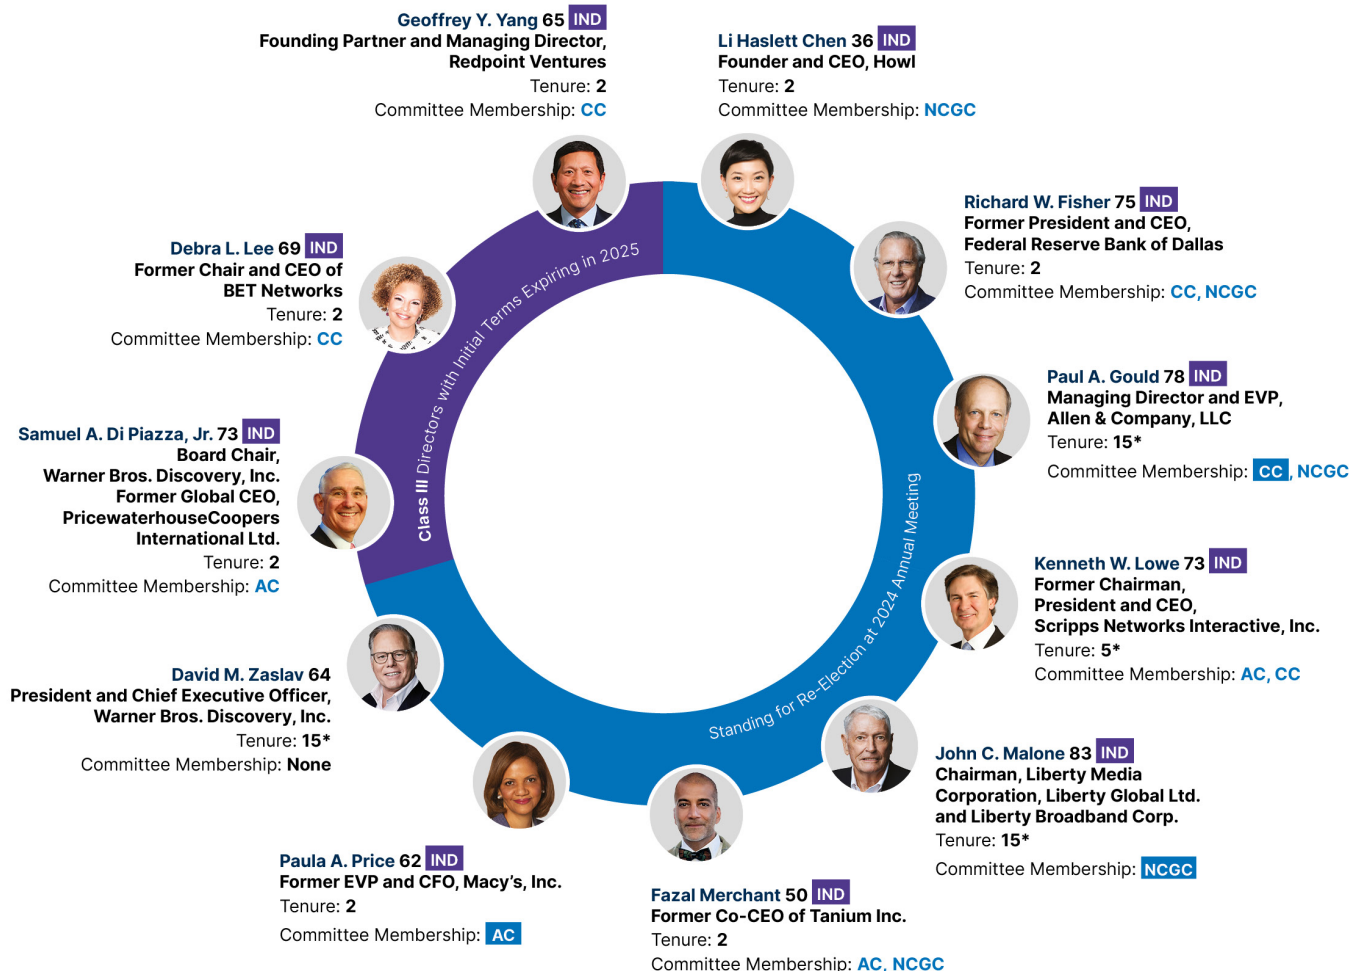 Geoffrey Y. Yang 65 IND
Founding Partner and Managing Director,
Redpoint Ventures
Tenure: 2
Committee Membership: CC
Li Haslett Chen 36 IND
Founder and CEO, Howl
Tenure: 2
Committee Membership: NCGC
Richard W. Fisher 75 IND
Former President and CEO,
Federal Reserve Bank of Dallas
Tenure: 2
Committee Membership: CC, NCGC
Debra L. Lee 69 IND
Former Chair and CEO of
BET Networks
Tenure: 2
Committee Membership: CC
Paul A. Gould 78 IND
Managing Director and EVP,
Allen & Company, LLC
Tenure: 15*
Committee Membership: CC, NCGC
Samuel A. Di Piazza, Jr. 73 IND
Board Chair,
Warner Bros. Discovery, Inc.
Former Global CEO,
PricewaterhouseCoopers
International Ltd.
Tenure: 2
Committee Membership: AC
Class III Directors with Initial Terms Expiring in 2025
Standing for Re-Election at 2024 Annual Meeting
Kenneth W. Lowe 73 IND
Former Chairman,
President and CEO,
Scripps Networks Interactive, Inc.
Tenure: 5*
Committee Membership: AC, CC
David M. Zaslav 64
President and Chief Executive Officer,
Warner Bros. Discovery, Inc.
Tenure: 15*
Committee Membership: None
John C. Malone 83 IND
Chairman, Liberty Media
Corporation, Liberty Global Ltd.
and Liberty Broadband Corp.
Tenure: 15*
Committee Membership: NCGC
Paula A. Price 62 IND
Former EVP and CFO, Macy's, Inc.
Tenure: 2
Committee Membership: AC
Fazal Merchant 50 IND
Former Co-CEO of Tanium Inc.
Tenure: 2
Committee Membership: AC, NCGC